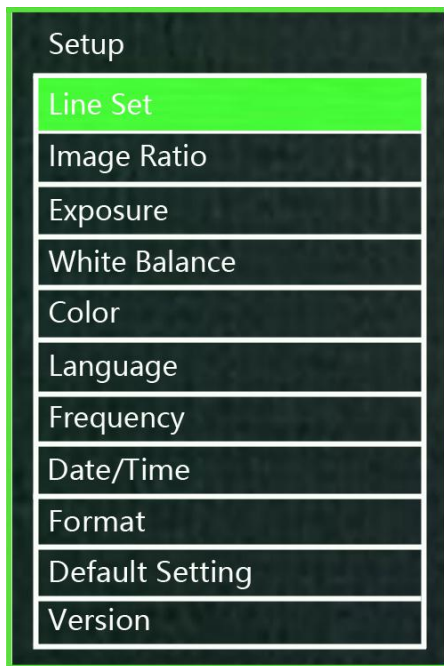 Setup
Line Set
Image Ratio
Exposure
White Balance
Color
Language
Frequency
Date/Time
Format
Default Setting
Version